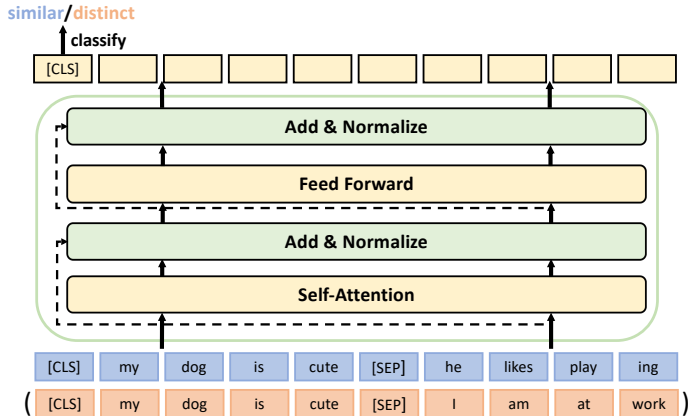 similar/distinct
classify
[CLS]
Add & Normalize
Feed Forward
Add & Normalize
Self-Attention
[CLS] my dog is cute [SEP] he likes play ing
( [CLS] my dog is cute [SEP] I am at work )